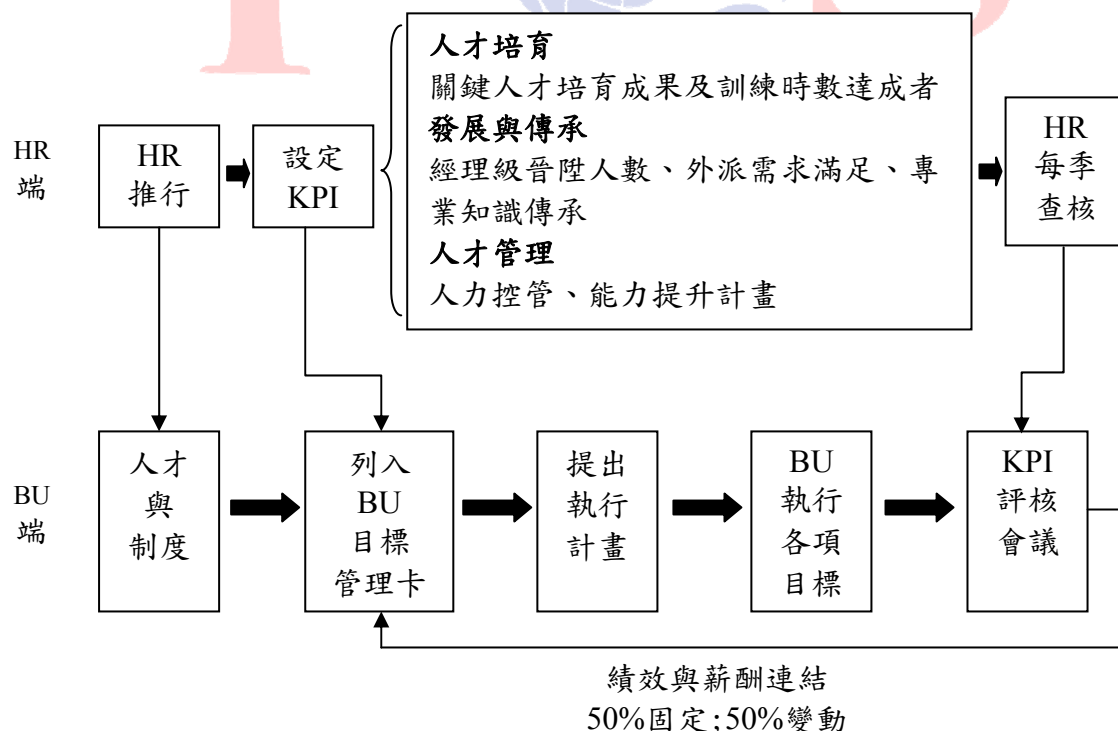 人才培育
關鍵人才培育成果及訓練時數達成者
發展與傳承
經理級晉陞人數、外派需求滿足、專
業知識傳承
人才管理
人力控管、能力提升計畫
HR
端
HR
推行
設定
KPI
HR
每季
查核
BU
端
人才
與
制度
列入
BU
目標
管理卡
提出
執行
計畫
BU
執行
各項
目標
KPI
評核
會議
績效與薪酬連結
50%固定;50%變動